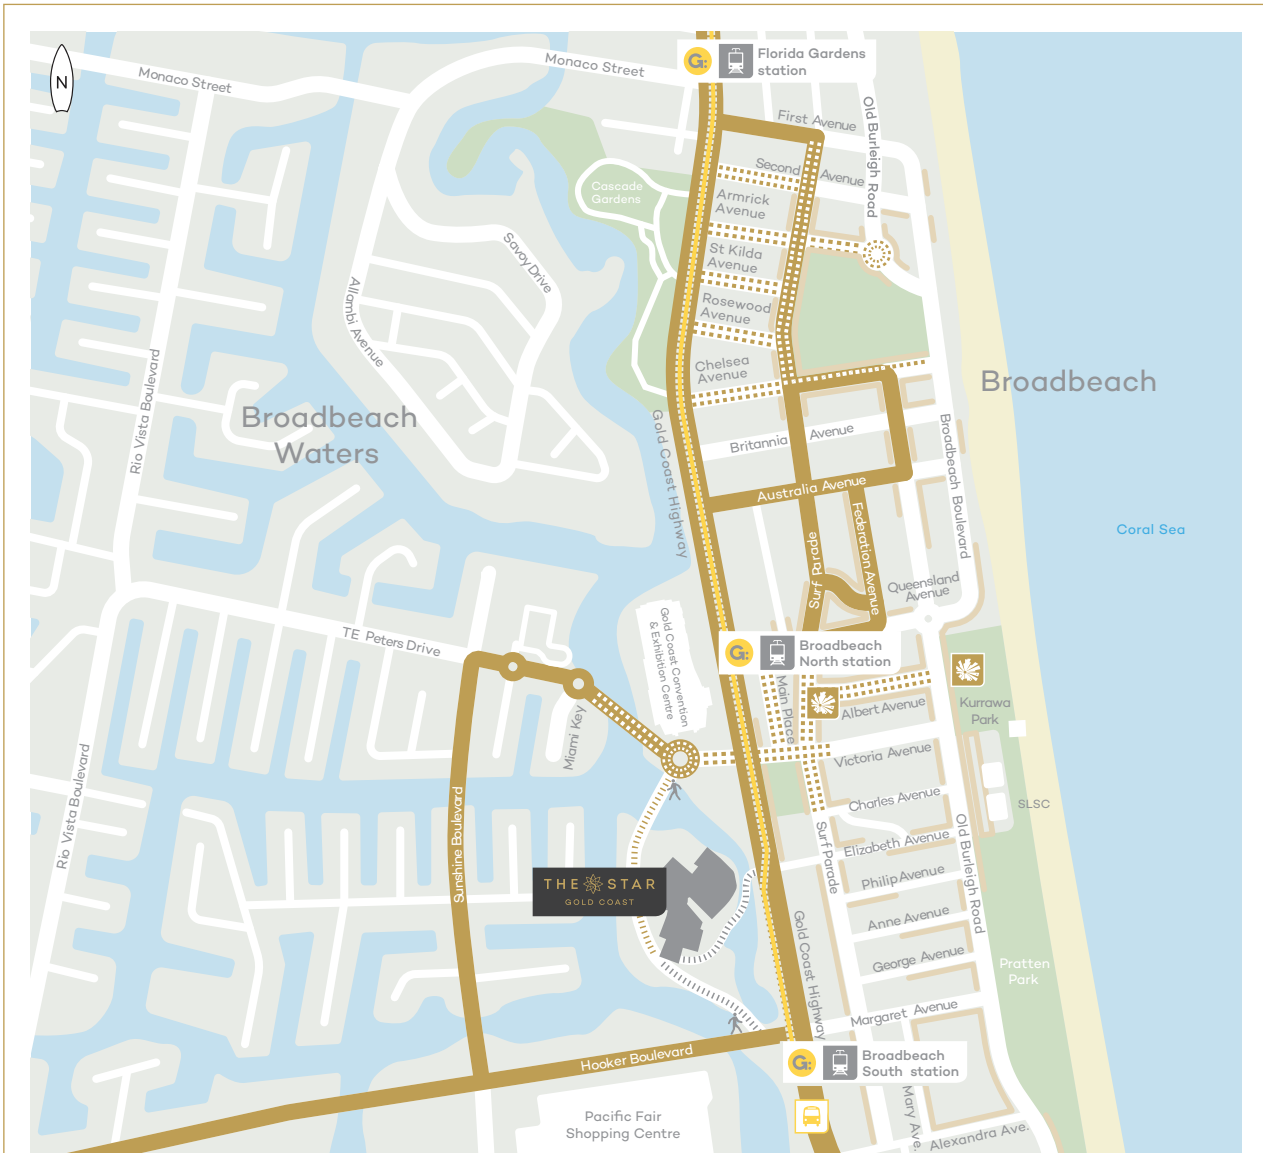 N
Monaco Street
Monaco Street
G:
Florida Gardens
station
First Avenue
Old Burleigh Road
Second Avenue
Cascade
Gardens
Armrick
Avenue
St Kilda
Avenue
Rosewood
Avenue
Chelsea
Avenue
Savoy Drive
Allambi Avenue
Rio Vista Boulevard
Broadbeach
Waters
Broadbeach
Gold Coast Highway
Britannia Avenue
Broadbeach Boulevard
Australia Avenue
Coral Sea
Surf Parade
Federation Avenue
Queensland
Avenue
TE Peters Drive
Gold Coast Convention
& Exhibition Centre
G:
Broadbeach
North station
Main Place
Albert Avenue
Kurrawa
Park
Miami Key
Victoria Avenue
Rio Vista Boulevard
Sunshine Boulevard
Charles Avenue
SLSC
Surf Parade
Elizabeth Avenue
Old Burleigh Road
Philip Avenue
THE STAR
GOLD COAST
Anne Avenue
Gold Coast Highway
George Avenue
Pratten
Park
Margaret Avenue
Hooker Boulevard
G:
Broadbeach
South station
Pacific Fair
Shopping Centre
Mary Ave.
Alexandra Ave.